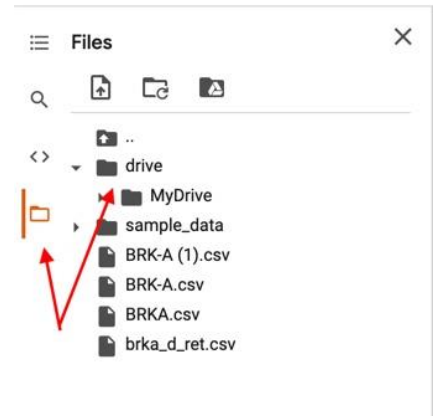 Files
..
drive
MyDrive
sample_data
BRK-A (1).csv
BRK-A.csv
BRKA.csv
brka_d_ret.csv